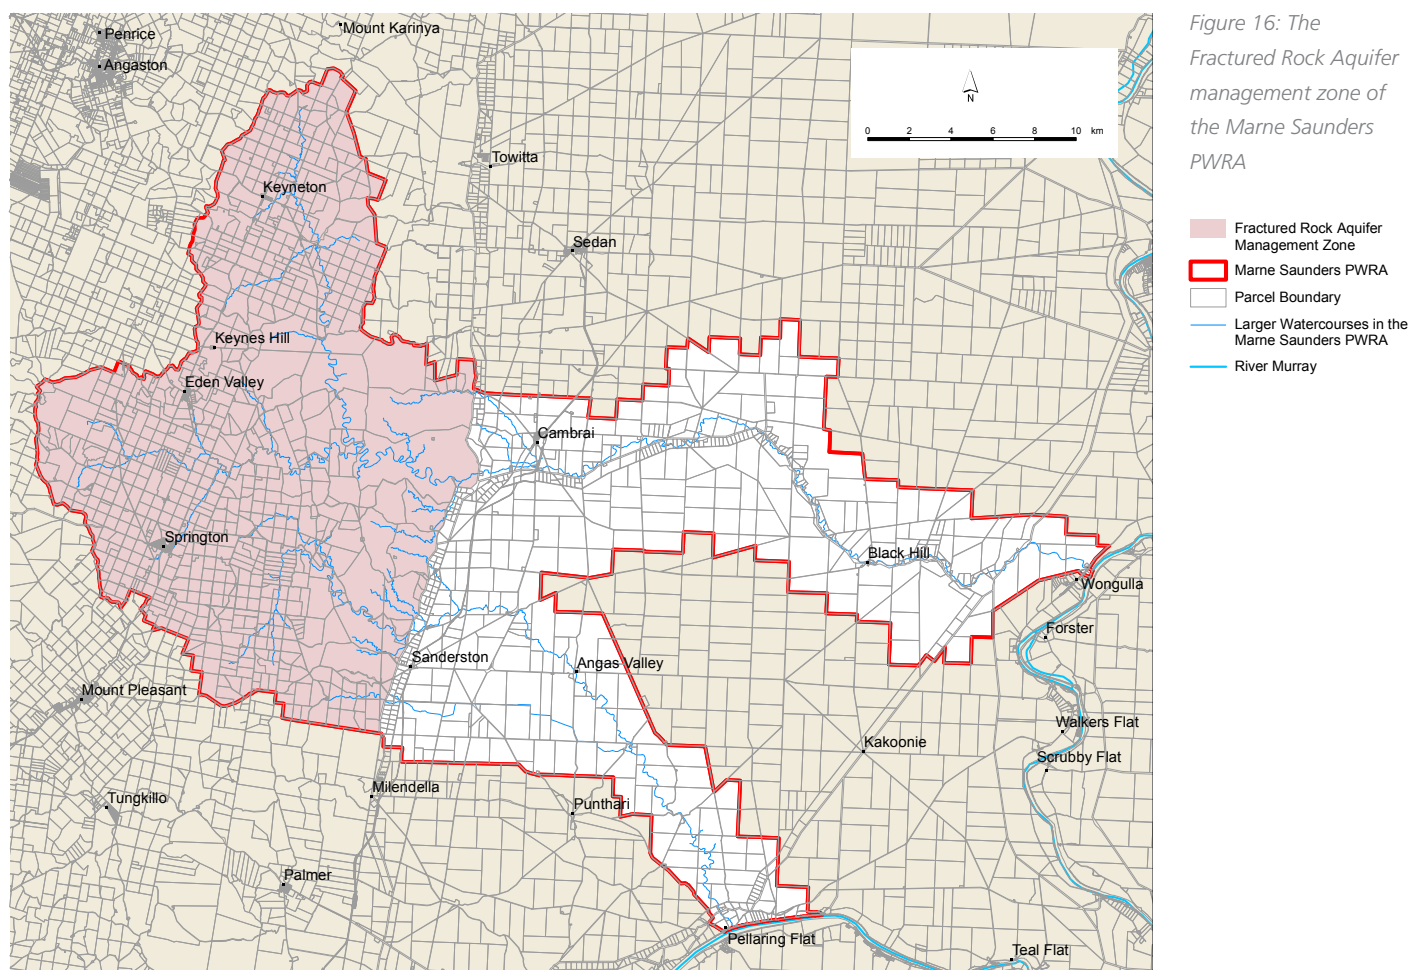 Penrice
Mount Karinya
Angaston
Towitta
Keyneton
Sedan
Keynes Hill
Eden Valley
Cambrai
Springton
Black Hill
Wongulla
Forster
Sanderston
Angas Valley
Mount Pleasant
Walkers Flat
Kakoonie
Scrubby Flat
Milendella
Tungkillo
Punthari
Palmer
Pellaring Flat
Teal Flat
N
0 2 4 6 8 10 km
Figure 16: The
Fractured Rock Aquifer
management zone of
the Marne Saunders
PWRA
Fractured Rock Aquifer
Management Zone
Marne Saunders PWRA
Parcel Boundary
Larger Watercourses in the
Marne Saunders PWRA
River Murray